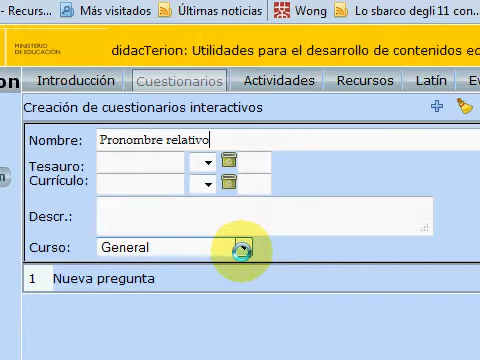 - Recurs... Más visitados Últimas noticias Wong Lo sbarco degli 11 con...
MINISTERIO DE EDUCACIÓN didacTerion: Utilidades para el desarrollo de contenidos ed
on Introducción Cuestionarios Actividades Recursos Latín Ev
Creación de cuestionarios interactivos
Nombre: Pronombre relativo
Tesauro:
Currículo:
Descr.:
Curso: General
1 Nueva pregunta